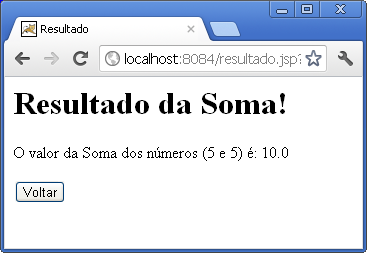 Resultado
localhost:8084/resultado.jsp?
Resultado da Soma!
O valor da Soma dos números (5 e 5) é: 10.0
Voltar